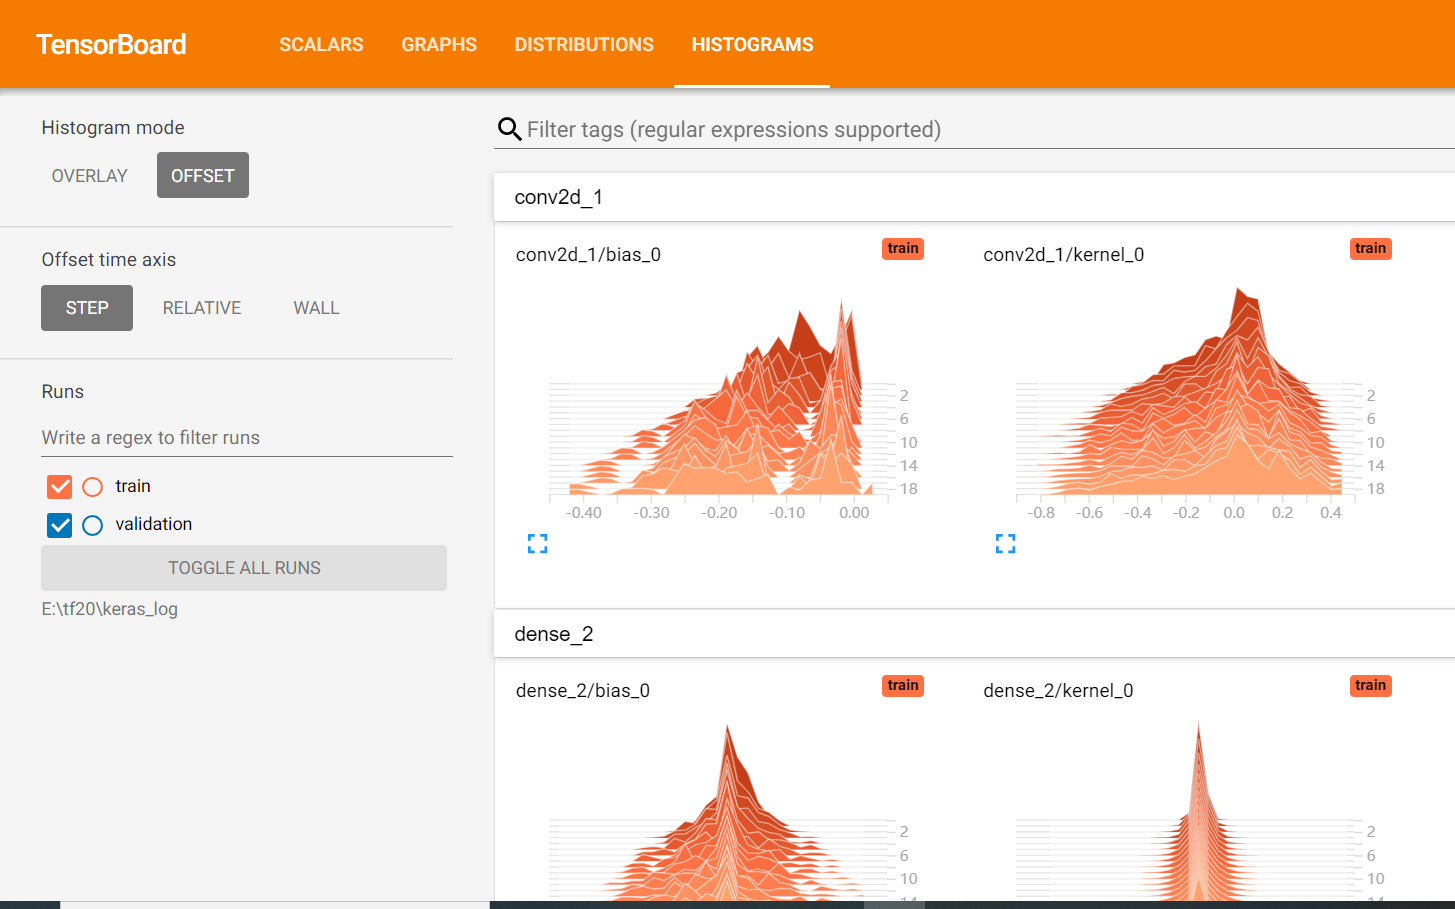 TensorBoard SCALARS GRAPHS DISTRIBUTIONS HISTOGRAMS
Histogram mode
OVERLAY OFFSET
Offset time axis
STEP RELATIVE WALL
Runs
Write a regex to filter runs
train
validation
TOGGLE ALL RUNS
E:\tf20\keras_log
Filter tags (regular expressions supported)
conv2d_1
conv2d_1/bias_0 train
2
6
10
14
18
-0.40 -0.30 -0.20 -0.10 0.00
conv2d_1/kernel_0 train
2
6
10
14
18
-0.8 -0.6 -0.4 -0.2 0.0 0.2 0.4
dense_2
dense_2/bias_0 train
2
6
10
14
dense_2/kernel_0 train
2
6
10
14